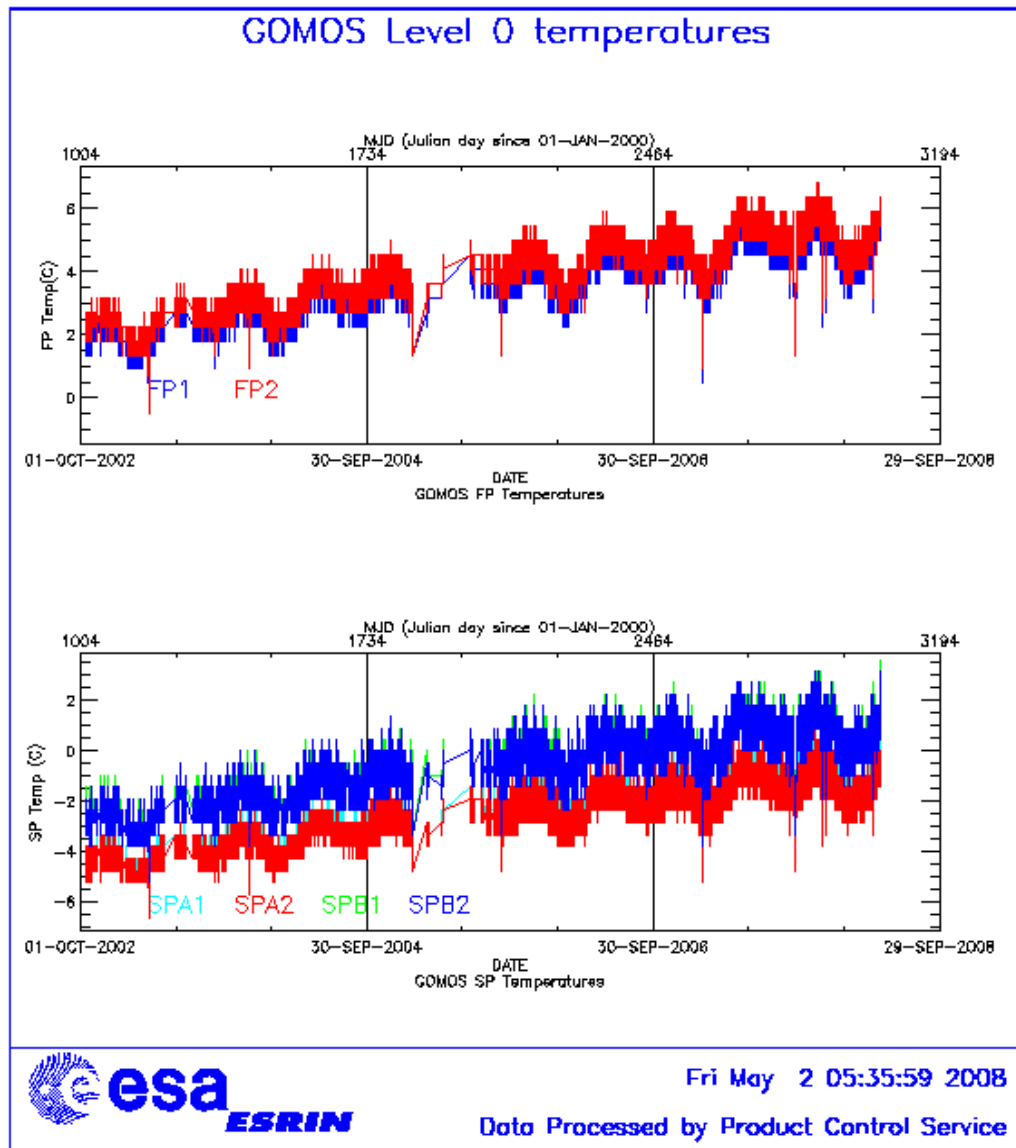 GOMOS Level 0 temperatures
MJD (Julian day since 01-JAN-2000)
1004 1734 2464 3194
6
4
2
0
FP Temp(C)
FP1 FP2
01-OCT-2002 30-SEP-2004 30-SEP-2006 29-SEP-2008
DATE
GOMOS FP Temperatures
MJD (Julian day since 01-JAN-2000)
1004 1734 2464 3194
2
0
-2
-4
-6
SP Temp (C)
SPA1 SPA2 SPB1 SPB2
01-OCT-2002 30-SEP-2004 30-SEP-2006 29-SEP-2008
DATE
GOMOS SP Temperatures
esa
ESRIN
Fri May 2 05:35:59 2008
Data Processed by Product Control Service